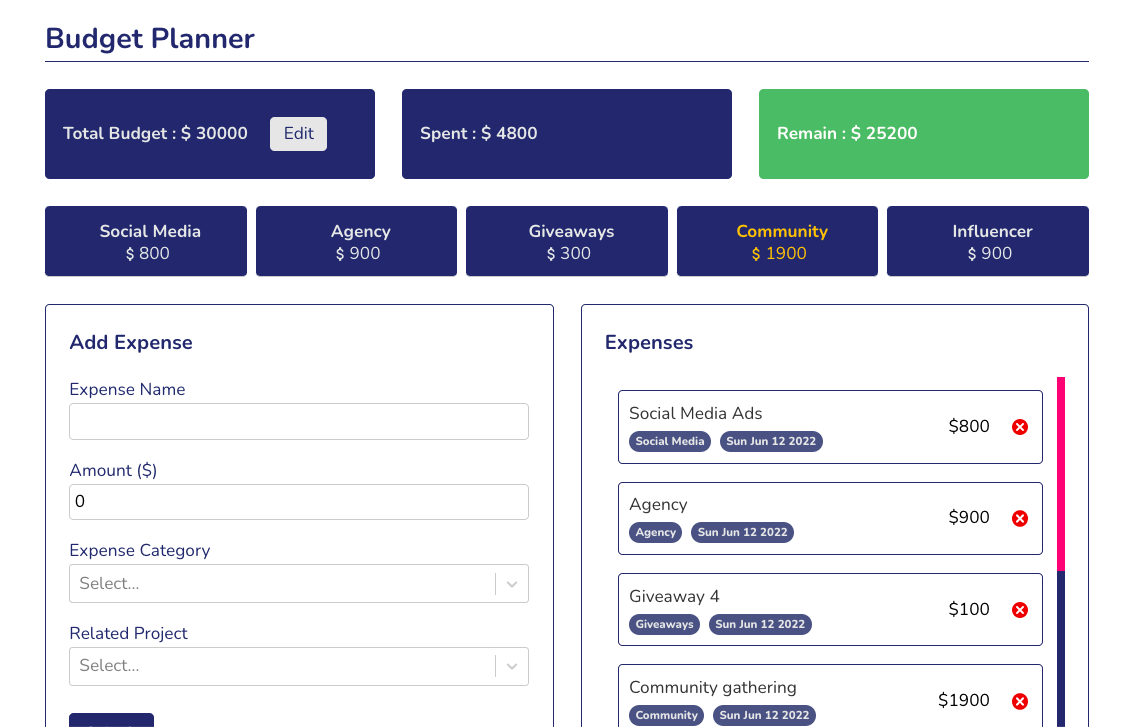 Budget Planner
Total Budget : $ 30000 Edit
Spent : $ 4800
Remain : $ 25200
Social Media
$ 800
Agency
$ 900
Giveaways
$ 300
Community
$ 1900
Influencer
$ 900
Add Expense
Expense Name
Amount ($)
0
Expense Category
Select...
Related Project
Select...
Expenses
Social Media Ads
$800
Social Media Sun Jun 12 2022
Agency
$900
Agency Sun Jun 12 2022
Giveaway 4
$100
Giveaways Sun Jun 12 2022
Community gathering
$1900
Community Sun Jun 12 2022